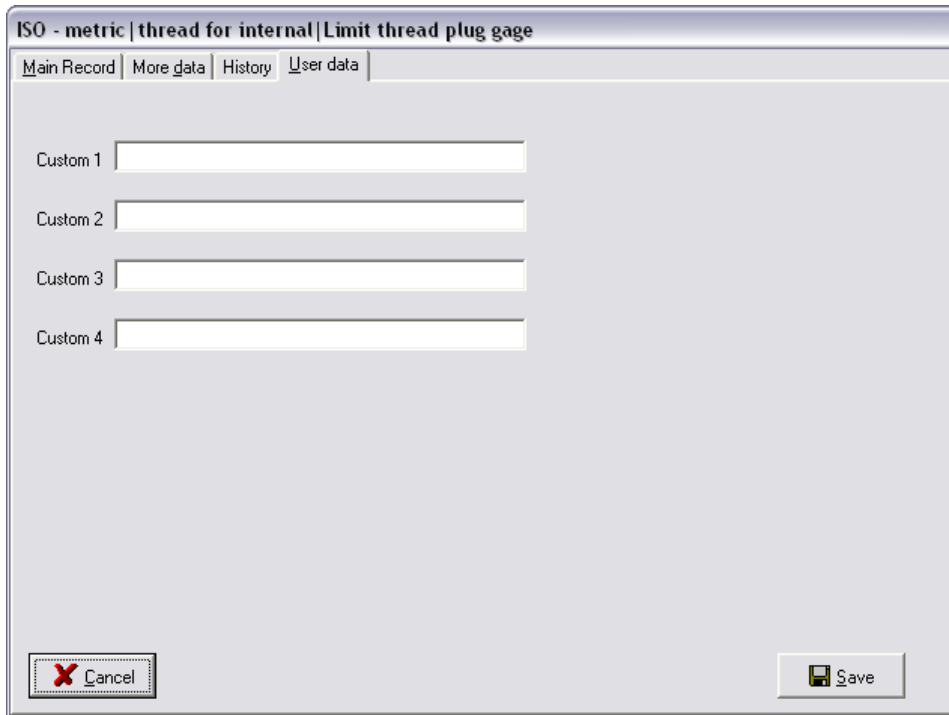 ISO - metric|thread for internal|Limit thread plug gage
Main Record More data History User data
Custom 1
Custom 2
Custom 3
Custom 4
Cancel Save